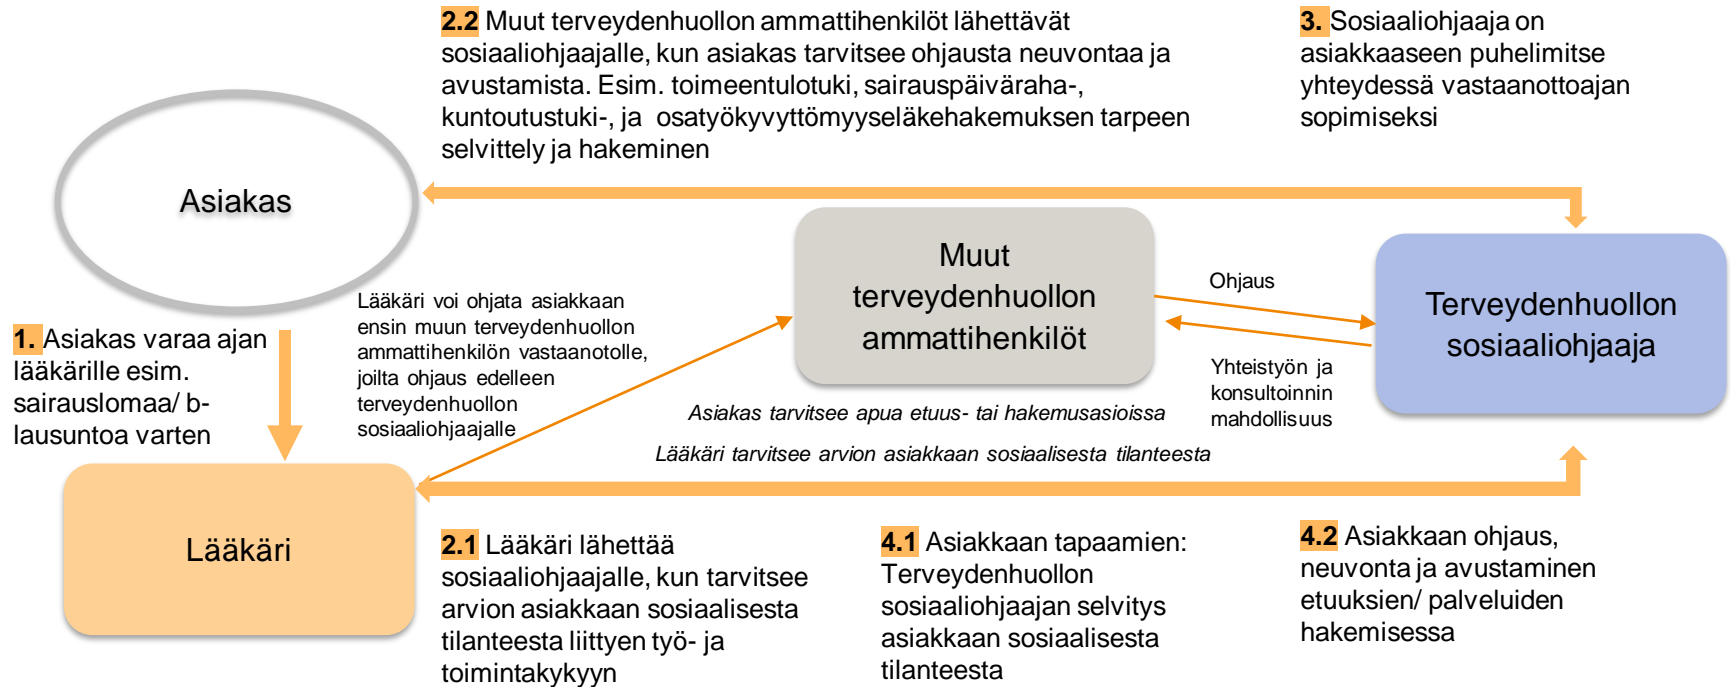 2.2 Muut terveydenhuollon ammattihenkilöt lähettävät
sosiaaliohjaajalle, kun asiakas tarvitsee ohjausta neuvontaa ja
avustamista. Esim. toimeentulotuki, sairauspäiväraha-,
kuntoutustuki-, ja osatyökyvyttömyyseläkehakemuksen tarpeen
selvittely ja hakeminen
3. Sosiaaliohjaaja on
asiakkaaseen puhelimitse
yhteydessä vastaanottoajan
sopimiseksi
Asiakas
1. Asiakas varaa ajan
lääkärille esim.
sairauslomaa/ b-
lausuntoa varten
Lääkäri voi ohjata asiakkaan
ensin muun terveydenhuollon
ammattihenkilön vastaanotolle,
joilta ohjaus edelleen
terveydenhuollon
sosiaaliohjaajalle
Muut
terveydenhuollon
ammattihenkilöt
Ohjaus
Yhteistyön ja
konsultoinnin
mahdollisuus
Terveydenhuollon
sosiaaliohjaaja
Asiakas tarvitsee apua etuus- tai hakemusasioissa
Lääkäri tarvitsee arvion asiakkaan sosiaalisesta tilanteesta
Lääkäri
2.1 Lääkäri lähettää
sosiaaliohjaajalle, kun tarvitsee
arvion asiakkaan sosiaalisesta
tilanteesta liittyen työ- ja
toimintakykyyn
4.1 Asiakkaan tapaamien:
Terveydenhuollon
sosiaaliohjaajan selvitys
asiakkaan sosiaalisesta
tilanteesta
4.2 Asiakkaan ohjaus,
neuvonta ja avustaminen
etuuksien/ palveluiden
hakemisessa